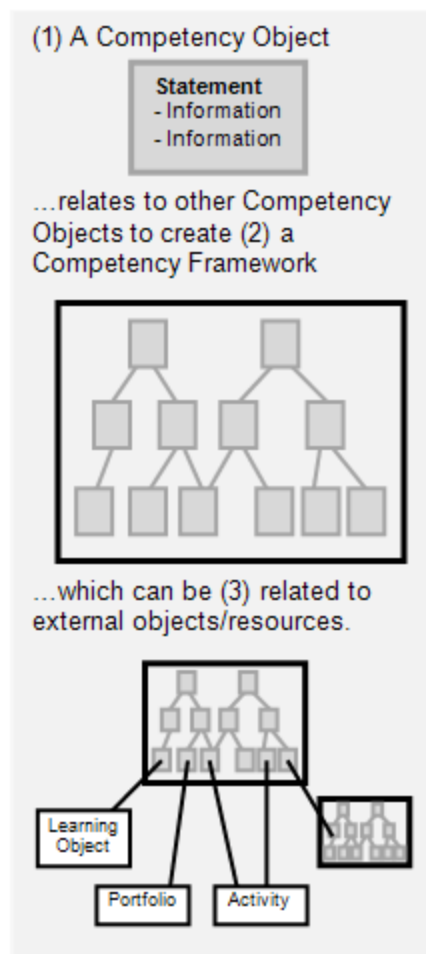 (1) A Competency Object
Statement
- Information
- Information
...relates to other Competency
Objects to create (2) a
Competency Framework
...which can be (3) related to
external objects/resources.
Learning
Object
Portfolio
Activity